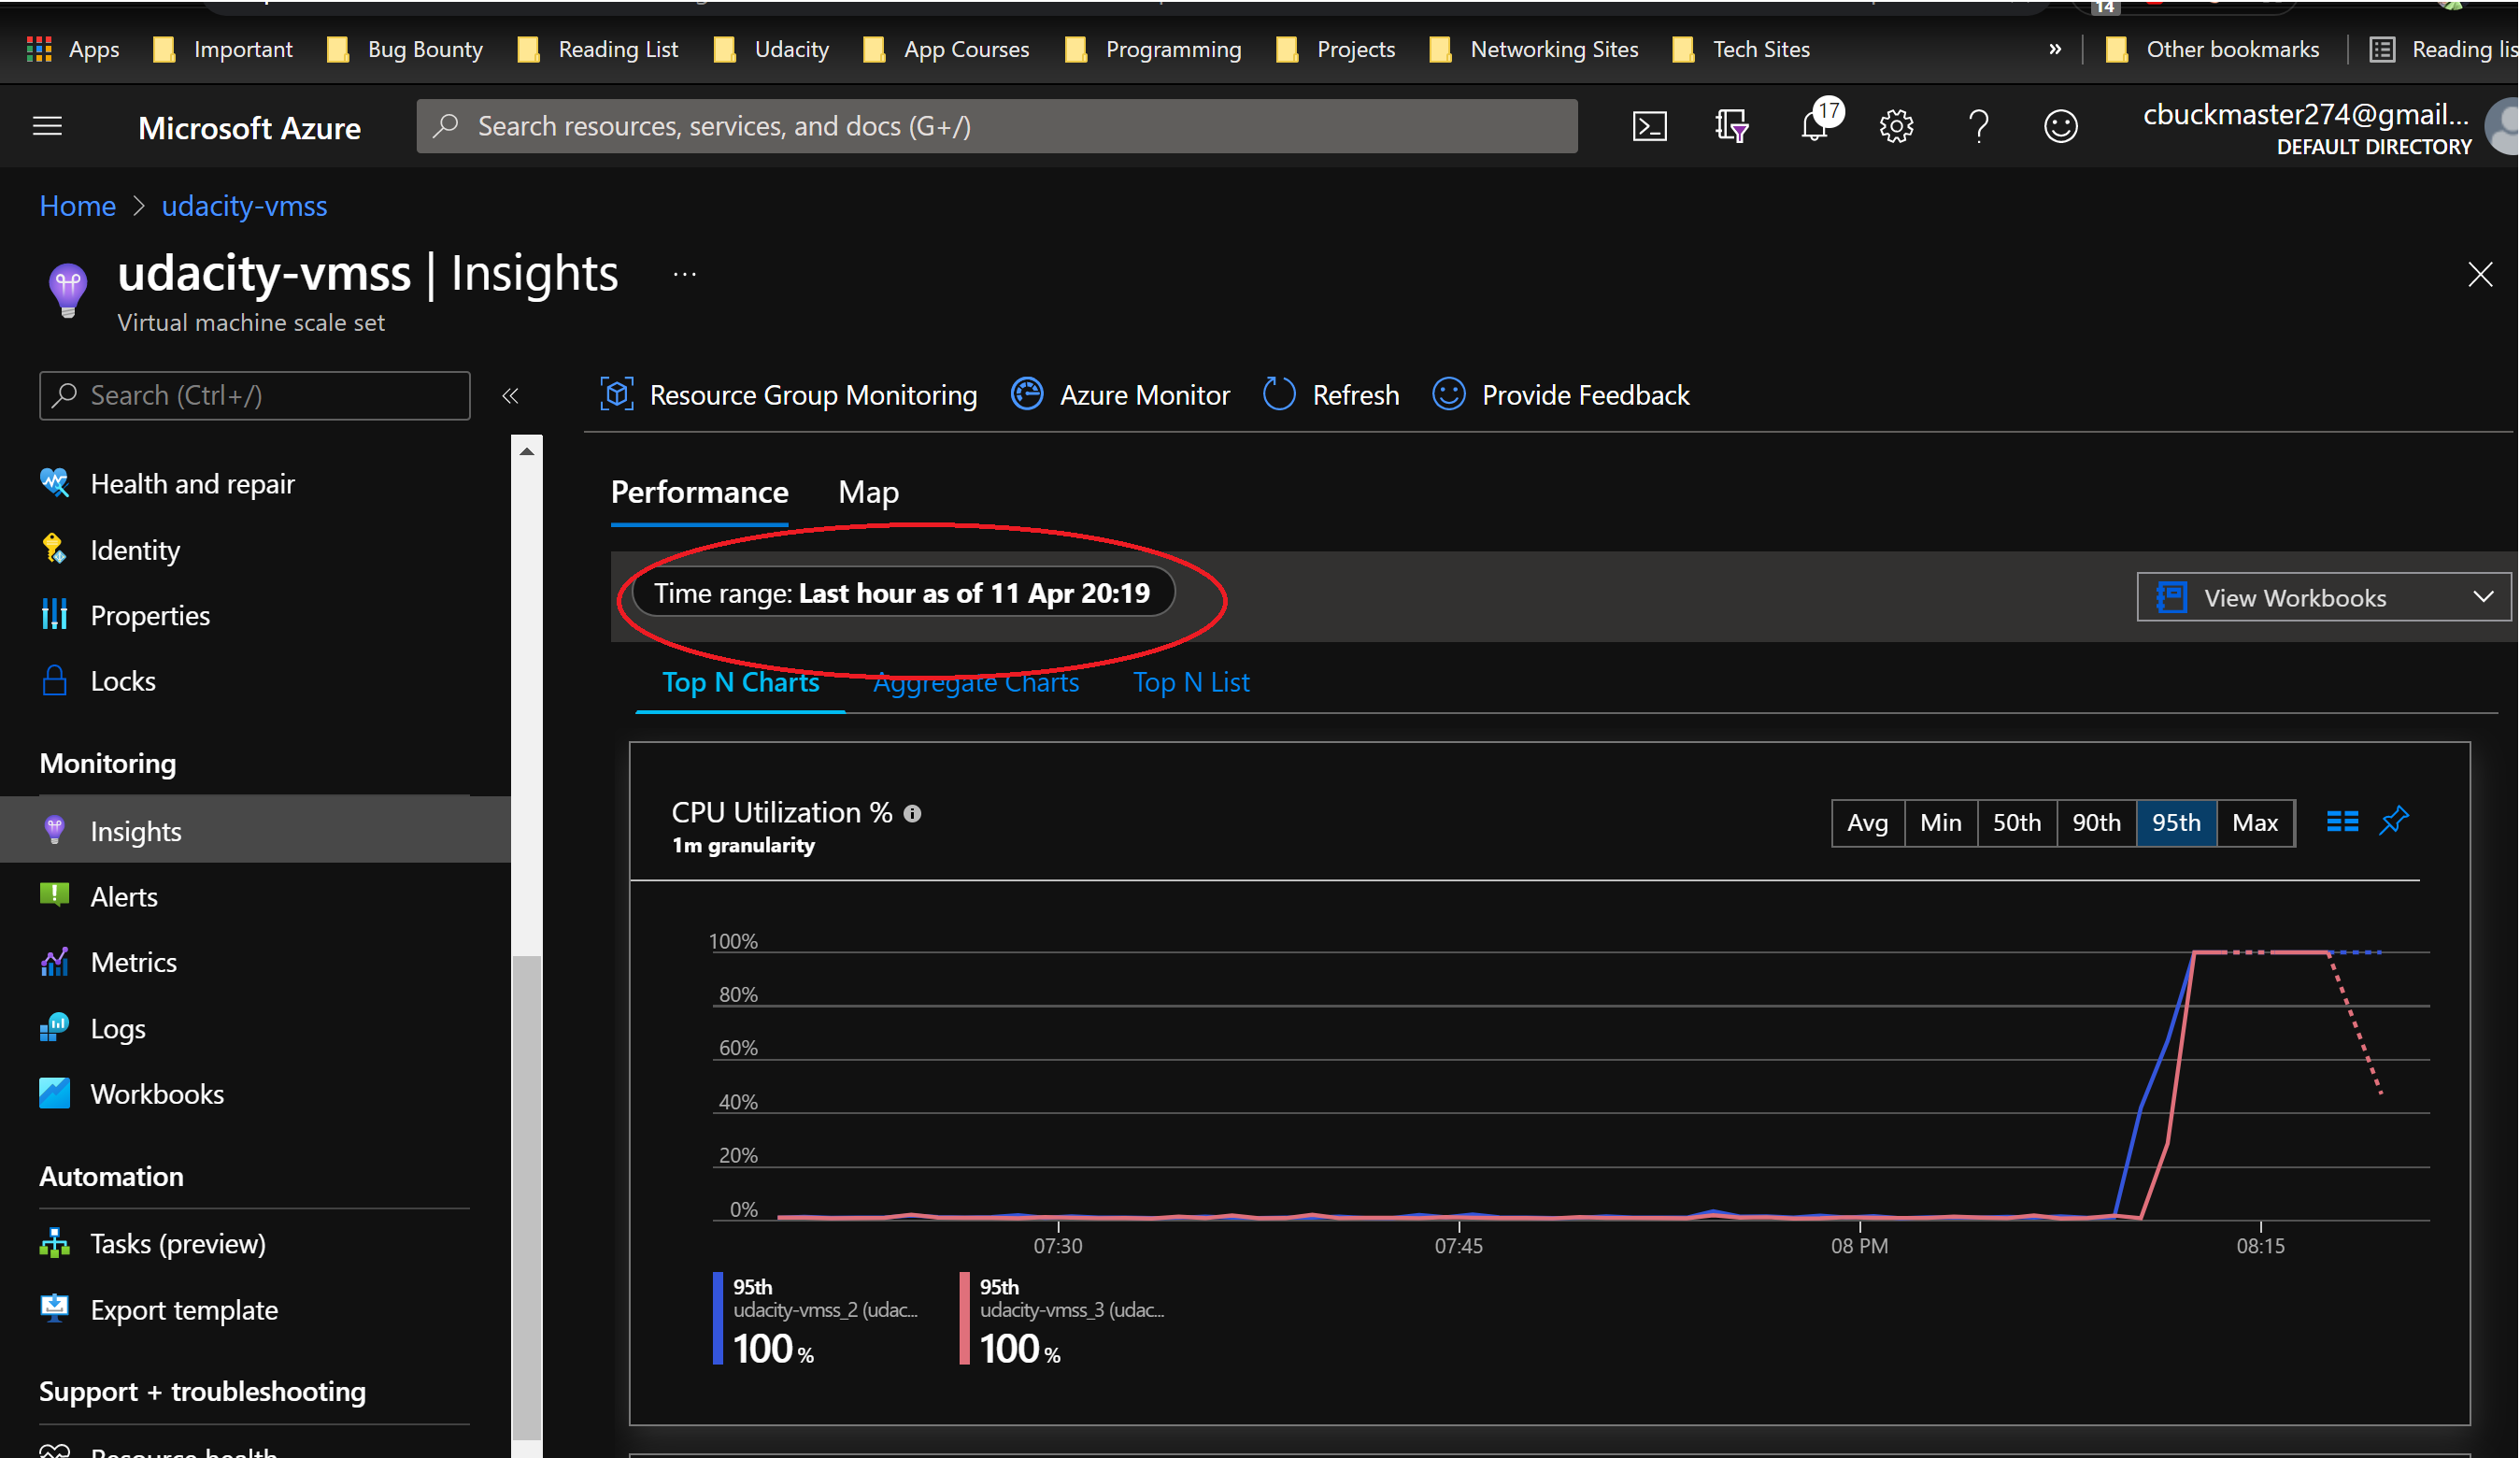 14
Apps Important Bug Bounty Reading List Udacity App Courses Programming Projects Networking Sites Tech Sites » Other bookmarks Reading lis
Microsoft Azure
Search resources, services, and docs (G+/)
17
cbuckmaster274@gmail...
DEFAULT DIRECTORY
Home > udacity-vmss
udacity-vmss | Insights ...
Virtual machine scale set
Search (Ctrl+/) «
Resource Group Monitoring Azure Monitor Refresh Provide Feedback
Health and repair
Identity
Properties
Locks
Monitoring
Insights
Alerts
Metrics
Logs
Workbooks
Automation
Tasks (preview)
Export template
Support + troubleshooting
Resource health
Performance Map
Time range: Last hour as of 11 Apr 20:19
View Workbooks
Top N Charts Aggregate Charts Top N List
CPU Utilization %
1m granularity
Avg Min 50th 90th 95th Max
100%
80%
60%
40%
20%
0%
07:30 07:45 08 PM 08:15
95th
udacity-vmss_2 (udac...
100 %
95th
udacity-vmss_3 (udac...
100 %